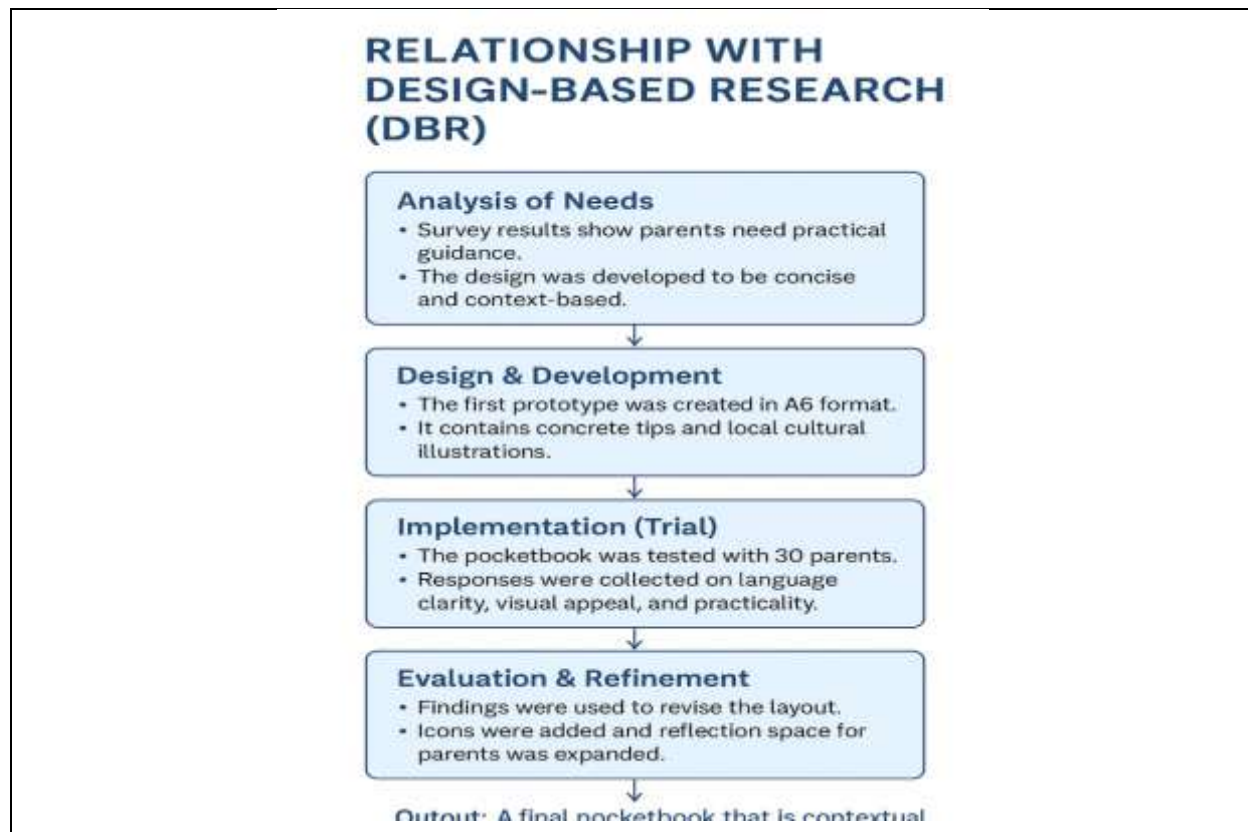 RELATIONSHIP WITH
DESIGN-BASED RESEARCH
(DBR)
Analysis of Needs
• Survey results show parents need practical
guidance.
• The design was developed to be concise
and context-based.
↓
Design & Development
• The first prototype was created in A6 format.
• It contains concrete tips and local cultural
illustrations.
↓
Implementation (Trial)
• The pocketbook was tested with 30 parents.
• Responses were collected on language
clarity, visual appeal, and practicality.
↓
Evaluation & Refinement
• Findings were used to revise the layout.
• Icons were added and reflection space for
parents was expanded.
↓
Output: A final pocketbook that is contextual